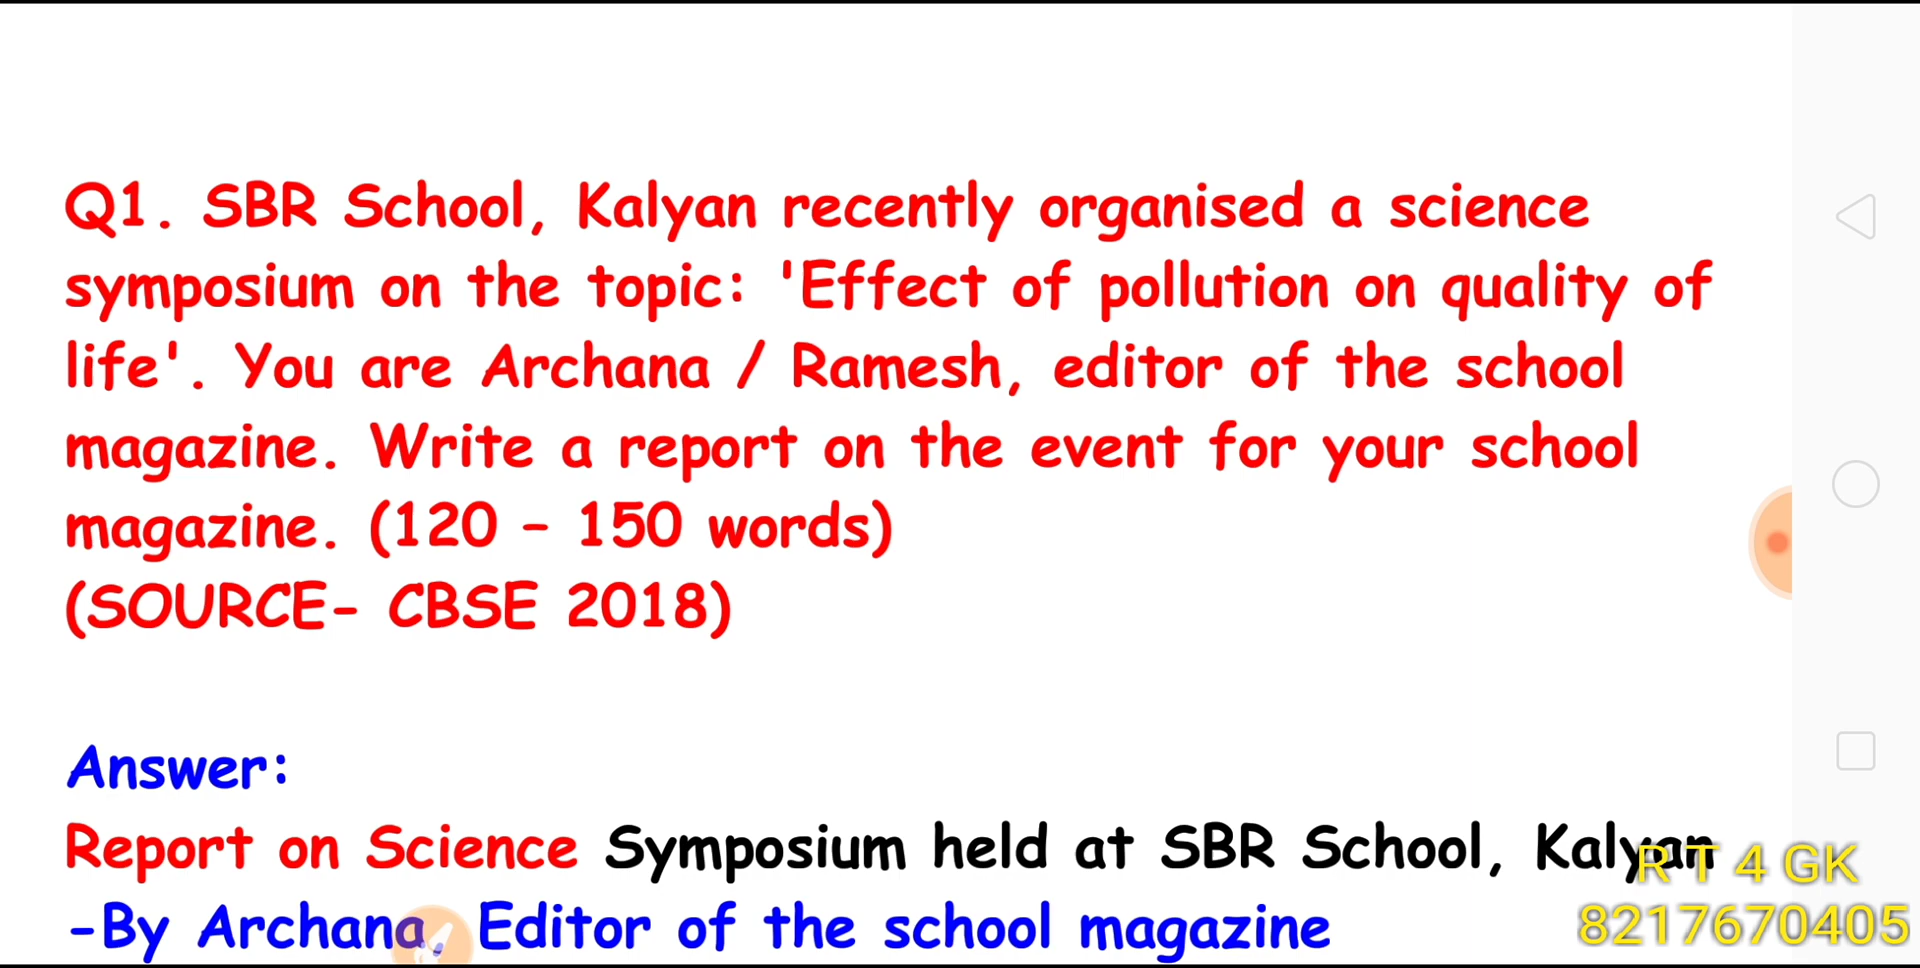 Q1. SBR School, Kalyan recently organised a science
symposium on the topic: 'Effect of pollution on quality of
life'. You are Archana / Ramesh, editor of the school
magazine. Write a report on the event for your school
magazine. (120 – 150 words)
(SOURCE- CBSE 2018)
Answer:
Report on Science Symposium held at SBR School, Kalyan
-By Archana, Editor of the school magazine
R T 4 GK
8217670405